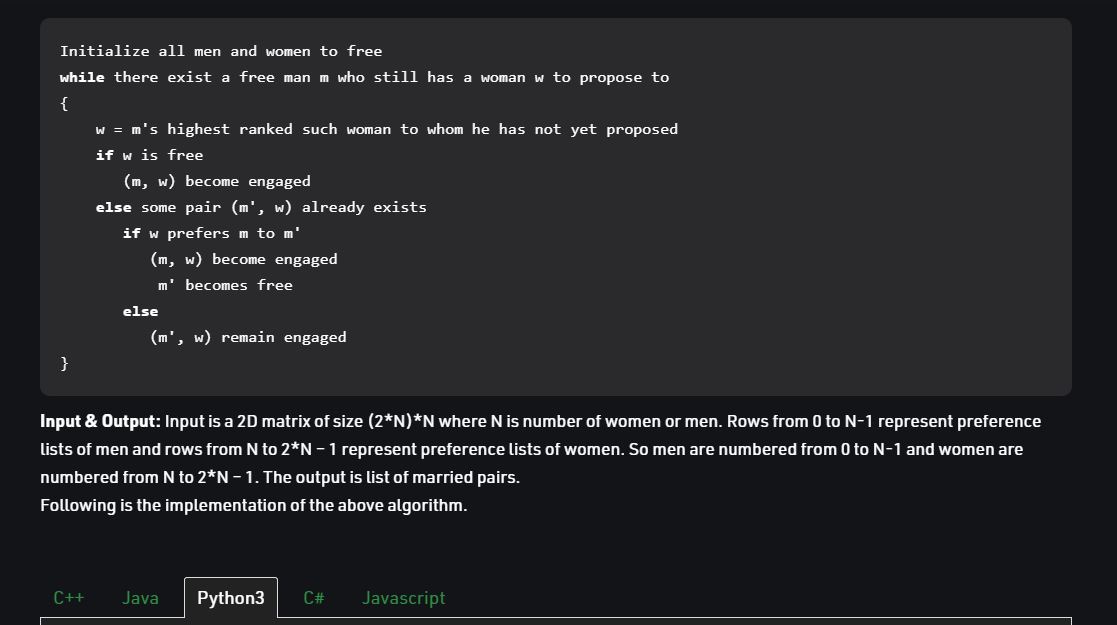 Initialize all men and women to free
while there exist a free man m who still has a woman w to propose to
{
    w = m's highest ranked such woman to whom he has not yet proposed
    if w is free
       (m, w) become engaged
    else some pair (m', w) already exists
       if w prefers m to m'
          (m, w) become engaged
           m' becomes free
       else
          (m', w) remain engaged
}
Input & Output: Input is a 2D matrix of size (2*N)*N where N is number of women or men. Rows from 0 to N-1 represent preference
lists of men and rows from N to 2*N – 1 represent preference lists of women. So men are numbered from 0 to N-1 and women are
numbered from N to 2*N – 1. The output is list of married pairs.
Following is the implementation of the above algorithm.
C++ Java Python3 C# Javascript